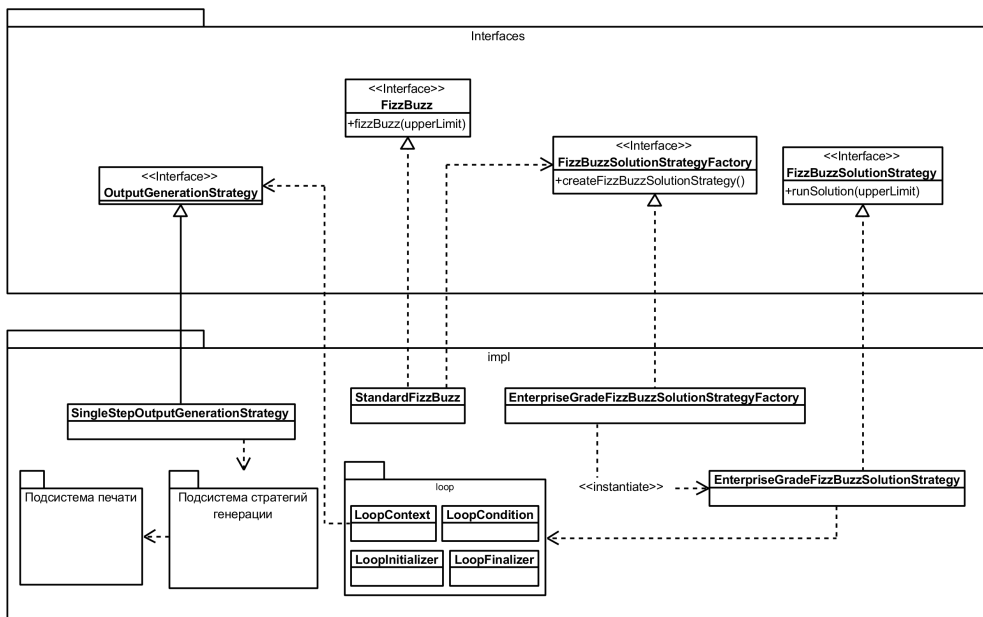 Interfaces
<<Interface>>
FizzBuzz
+fizzBuzz(upperLimit)
<<Interface>>
FizzBuzzSolutionStrategyFactory
+createFizzBuzzSolutionStrategy()
<<Interface>>
FizzBuzzSolutionStrategy
+runSolution(upperLimit)
<<Interface>>
OutputGenerationStrategy
impl
SingleStepOutputGenerationStrategy
StandardFizzBuzz
EnterpriseGradeFizzBuzzSolutionStrategyFactory
Подсистема печати
Подсистема стратегий
генерации
loop
LoopContext
LoopCondition
LoopInitializer
LoopFinalizer
<<instantiate>>
EnterpriseGradeFizzBuzzSolutionStrategy